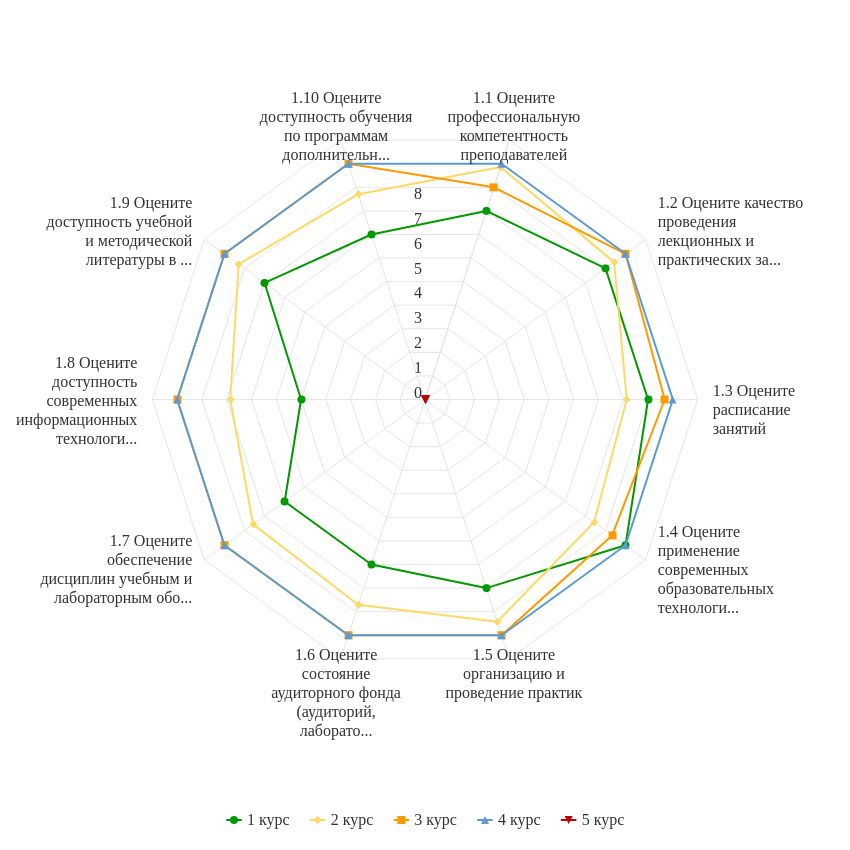 1.10 Оцените
доступность обучения
по программам
дополнительн...
1.1 Оцените
профессиональную
компетентность
преподавателей
1.9 Оцените
доступность учебной
и методической
литературы в ...
1.2 Оцените качество
проведения
лекционных и
практических за...
8
7
6
5
4
3
2
1
0
1.8 Оцените
доступность
современных
информационных
технологи...
1.3 Оцените
расписание
занятий
1.7 Оцените
обеспечение
дисциплин учебным и
лабораторным обо...
1.4 Оцените
применение
современных
образовательных
технологи...
1.6 Оцените
состояние
аудиторного фонда
(аудиторий,
лаборато...
1.5 Оцените
организацию и
проведение практик
1 курс 2 курс 3 курс 4 курс 5 курс